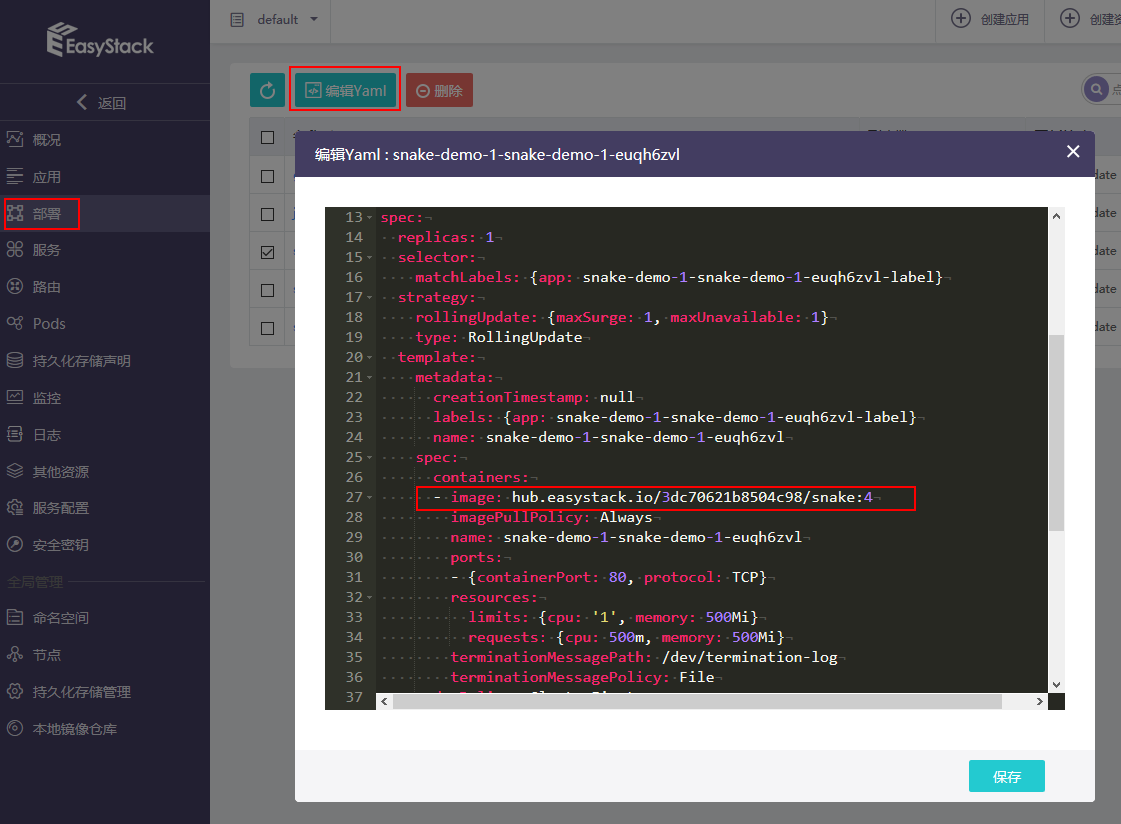 EasyStack
default
创建应用
返回
编辑Yaml
删除
概况
应用
部署
服务
路由
Pods
持久化存储声明
监控
日志
其他资源
服务配置
安全密钥
全局管理
命名空间
节点
持久化存储管理
本地镜像仓库
编辑Yaml : snake-demo-1-snake-demo-1-euqh6zvl
13 spec:
14 replicas: 1
15 selector:
16 matchLabels: {app: snake-demo-1-snake-demo-1-euqh6zvl-label}
17 strategy:
18 rollingUpdate: {maxSurge: 1, maxUnavailable: 1}
19 type: RollingUpdate
20 template:
21 metadata:
22 creationTimestamp: null
23 labels: {app: snake-demo-1-snake-demo-1-euqh6zvl-label}
24 name: snake-demo-1-snake-demo-1-euqh6zvl
25 spec:
26 containers:
27 - image: hub.easystack.io/3dc70621b8504c98/snake:4
28 imagePullPolicy: Always
29 name: snake-demo-1-snake-demo-1-euqh6zvl
30 ports:
31 - {containerPort: 80, protocol: TCP}
32 resources:
33 limits: {cpu: '1', memory: 500Mi}
34 requests: {cpu: 500m, memory: 500Mi}
35 terminationMessagePath: /dev/termination-log
36 terminationMessagePolicy: File
37
保存